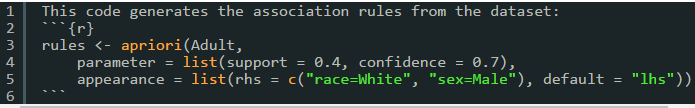 1 This code generates the association rules from the dataset:
2 ```{r}
3 rules <- apriori(Adult,
4     parameter = list(support = 0.4, confidence = 0.7),
5     appearance = list(rhs = c("race=White", "sex=Male"), default = "lhs"))
6 ```